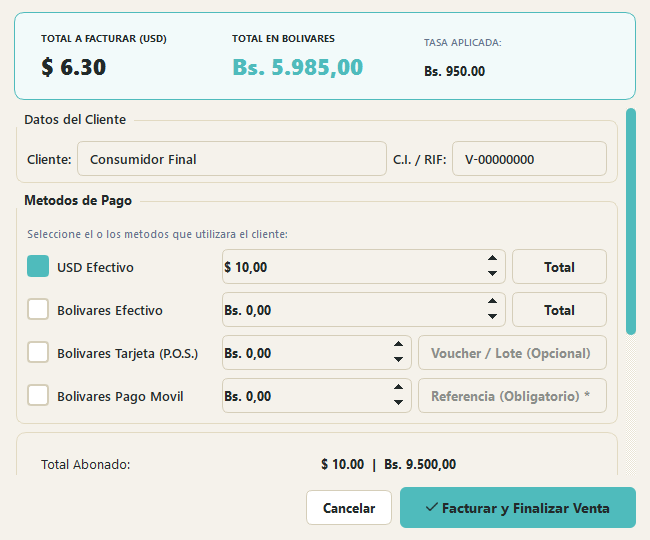 TOTAL A FACTURAR (USD)
$ 6.30
TOTAL EN BOLIVARES
Bs. 5.985,00
TASA APLICADA:
Bs. 950.00
Datos del Cliente
Cliente: Consumidor Final C.I. / RIF: V-00000000
Metodos de Pago
Seleccione el o los metodos que utilizara el cliente:
USD Efectivo $ 10,00 Total
Bolivares Efectivo Bs. 0,00 Total
Bolivares Tarjeta (P.O.S.) Bs. 0,00 Voucher / Lote (Opcional)
Bolivares Pago Movil Bs. 0,00 Referencia (Obligatorio) *
Total Abonado: $ 10.00 | Bs. 9.500,00
Cancelar ✓ Facturar y Finalizar Venta